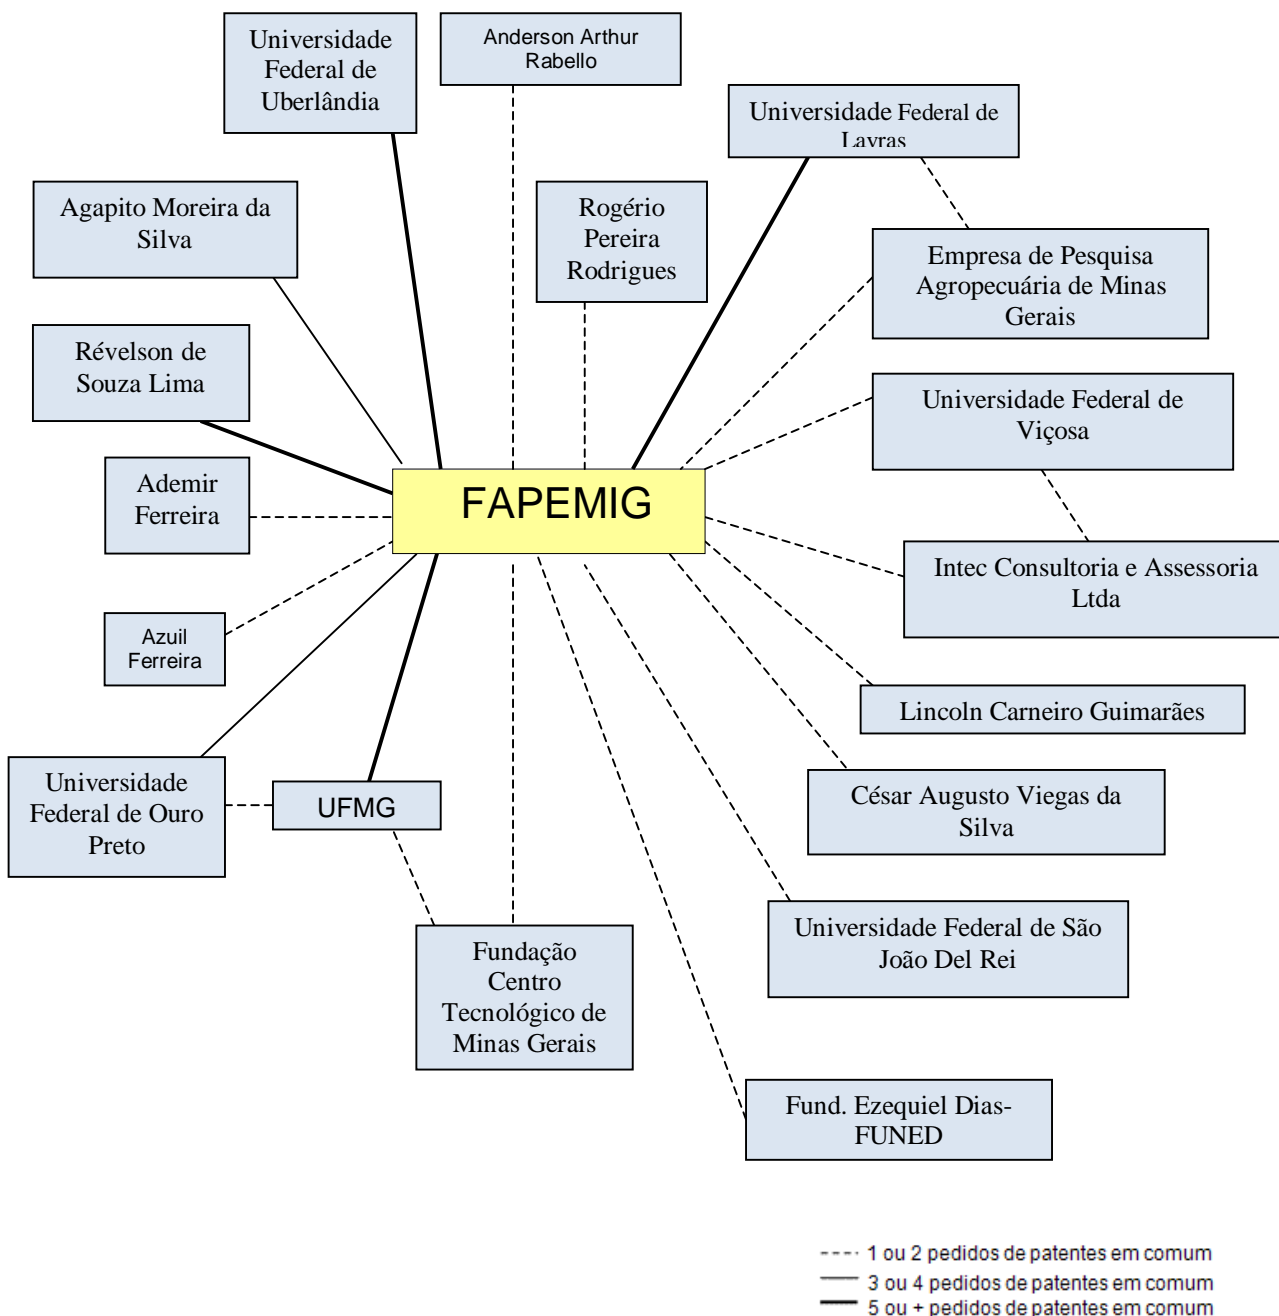 Universidade
Federal de
Uberlândia
Anderson Arthur
Rabello
Universidade Federal de
Lavras
Agapito Moreira da
Silva
Rogério
Pereira
Rodrigues
Empresa de Pesquisa
Agropecuária de Minas
Gerais
Révelson de
Souza Lima
Universidade Federal de
Viçosa
Ademir
Ferreira
FAPEMIG
Intec Consultoria e Assessoria
Ltda
Azuil
Ferreira
Lincoln Carneiro Guimarães
Universidade
Federal de Ouro
Preto
UFMG
César Augusto Viegas da
Silva
Universidade Federal de São
João Del Rei
Fundação
Centro
Tecnológico de
Minas Gerais
Fund. Ezequiel Dias-
FUNED
1 ou 2 pedidos de patentes em comum
3 ou 4 pedidos de patentes em comum
5 ou + pedidos de patentes em comum